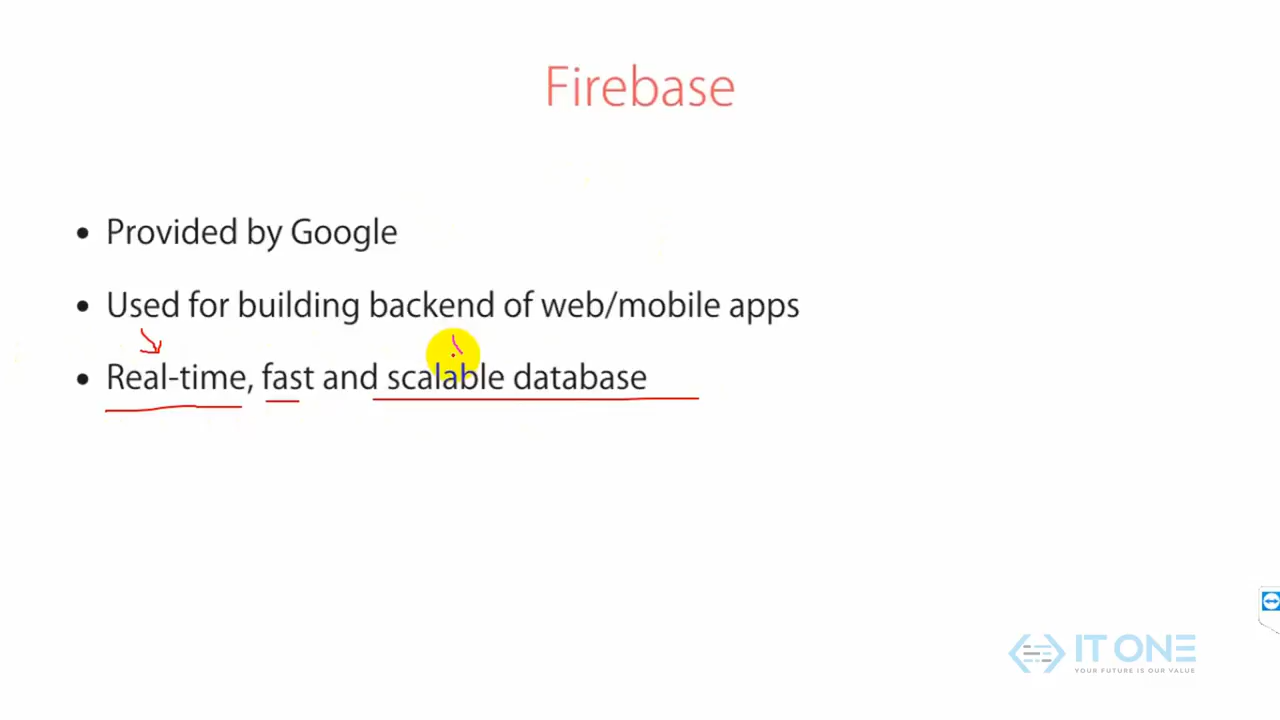 Firebase
• Provided by Google
• Used for building backend of web/mobile apps
• Real-time, fast and scalable database
IT ONE
YOUR FUTURE IS OUR VALUE